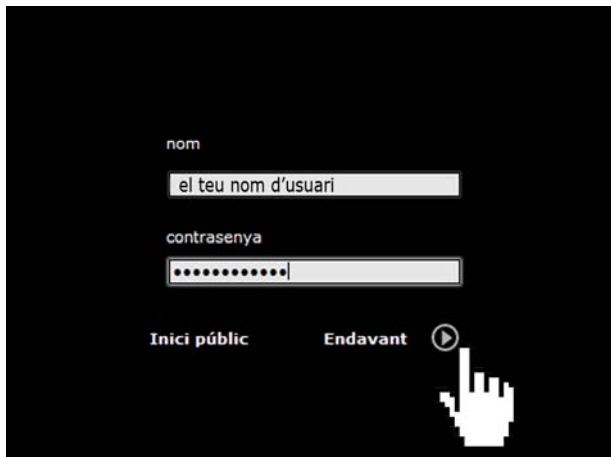 nom
el teu nom d'usuari
contrasenya
••••••••••••
Inici públic Endavant